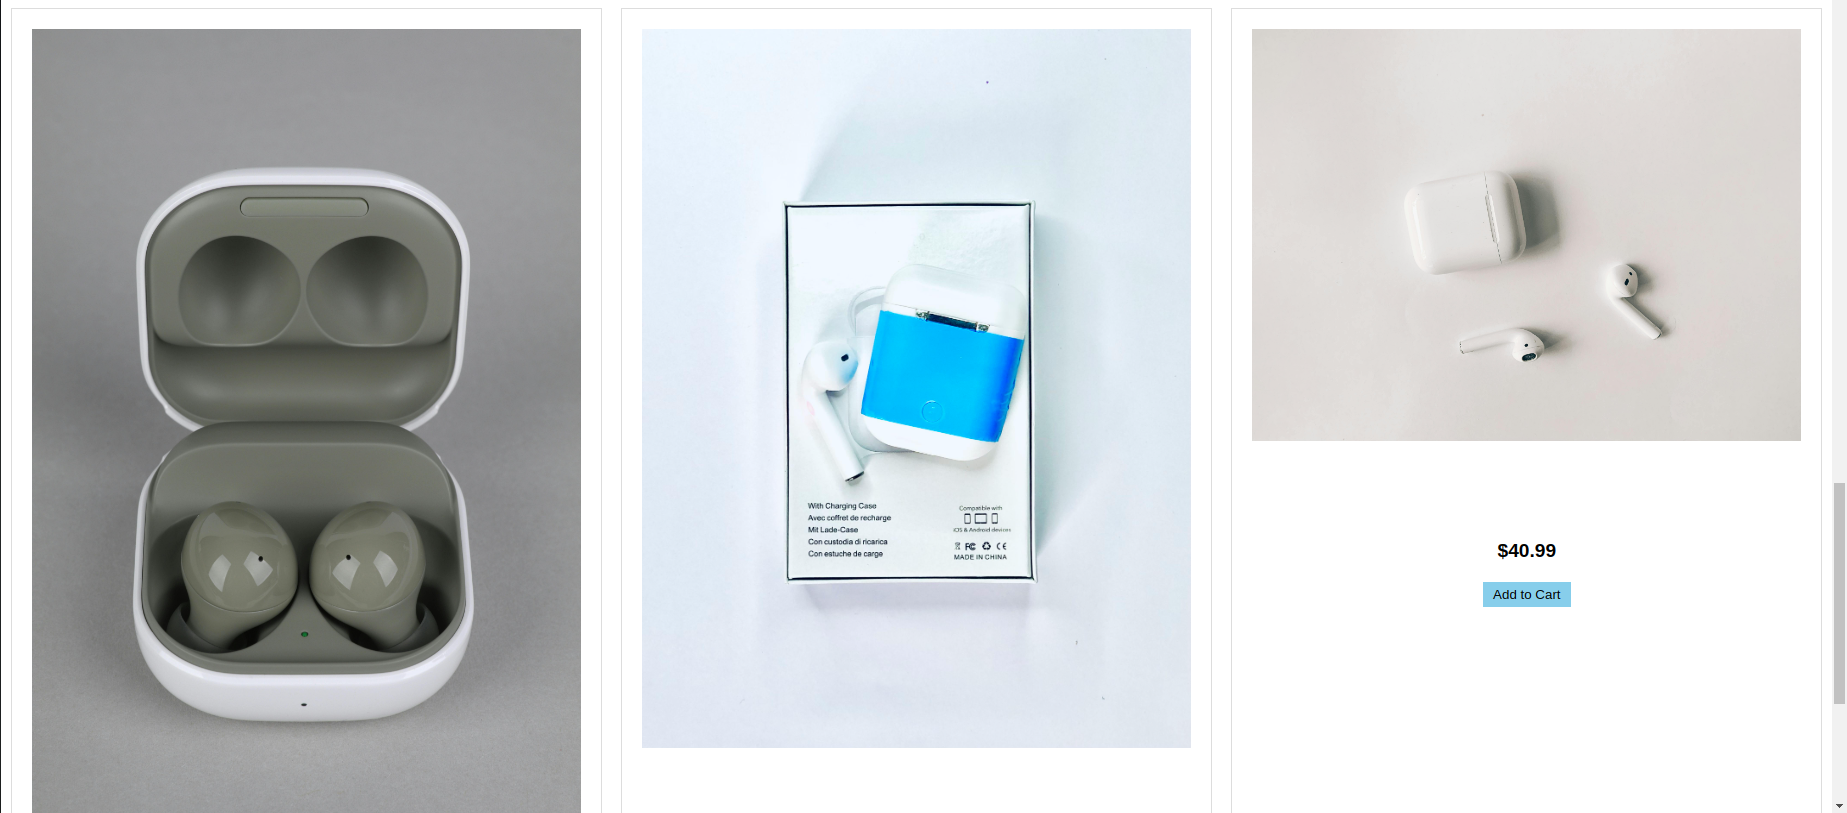 With Charging Case
Avec coffret de recharge
Mit Lade-Case
Con custodia di ricarica
Con estuche de carge
Compatible with
iOS & Android devices
FC CE
MADE IN CHINA
$40.99
Add to Cart